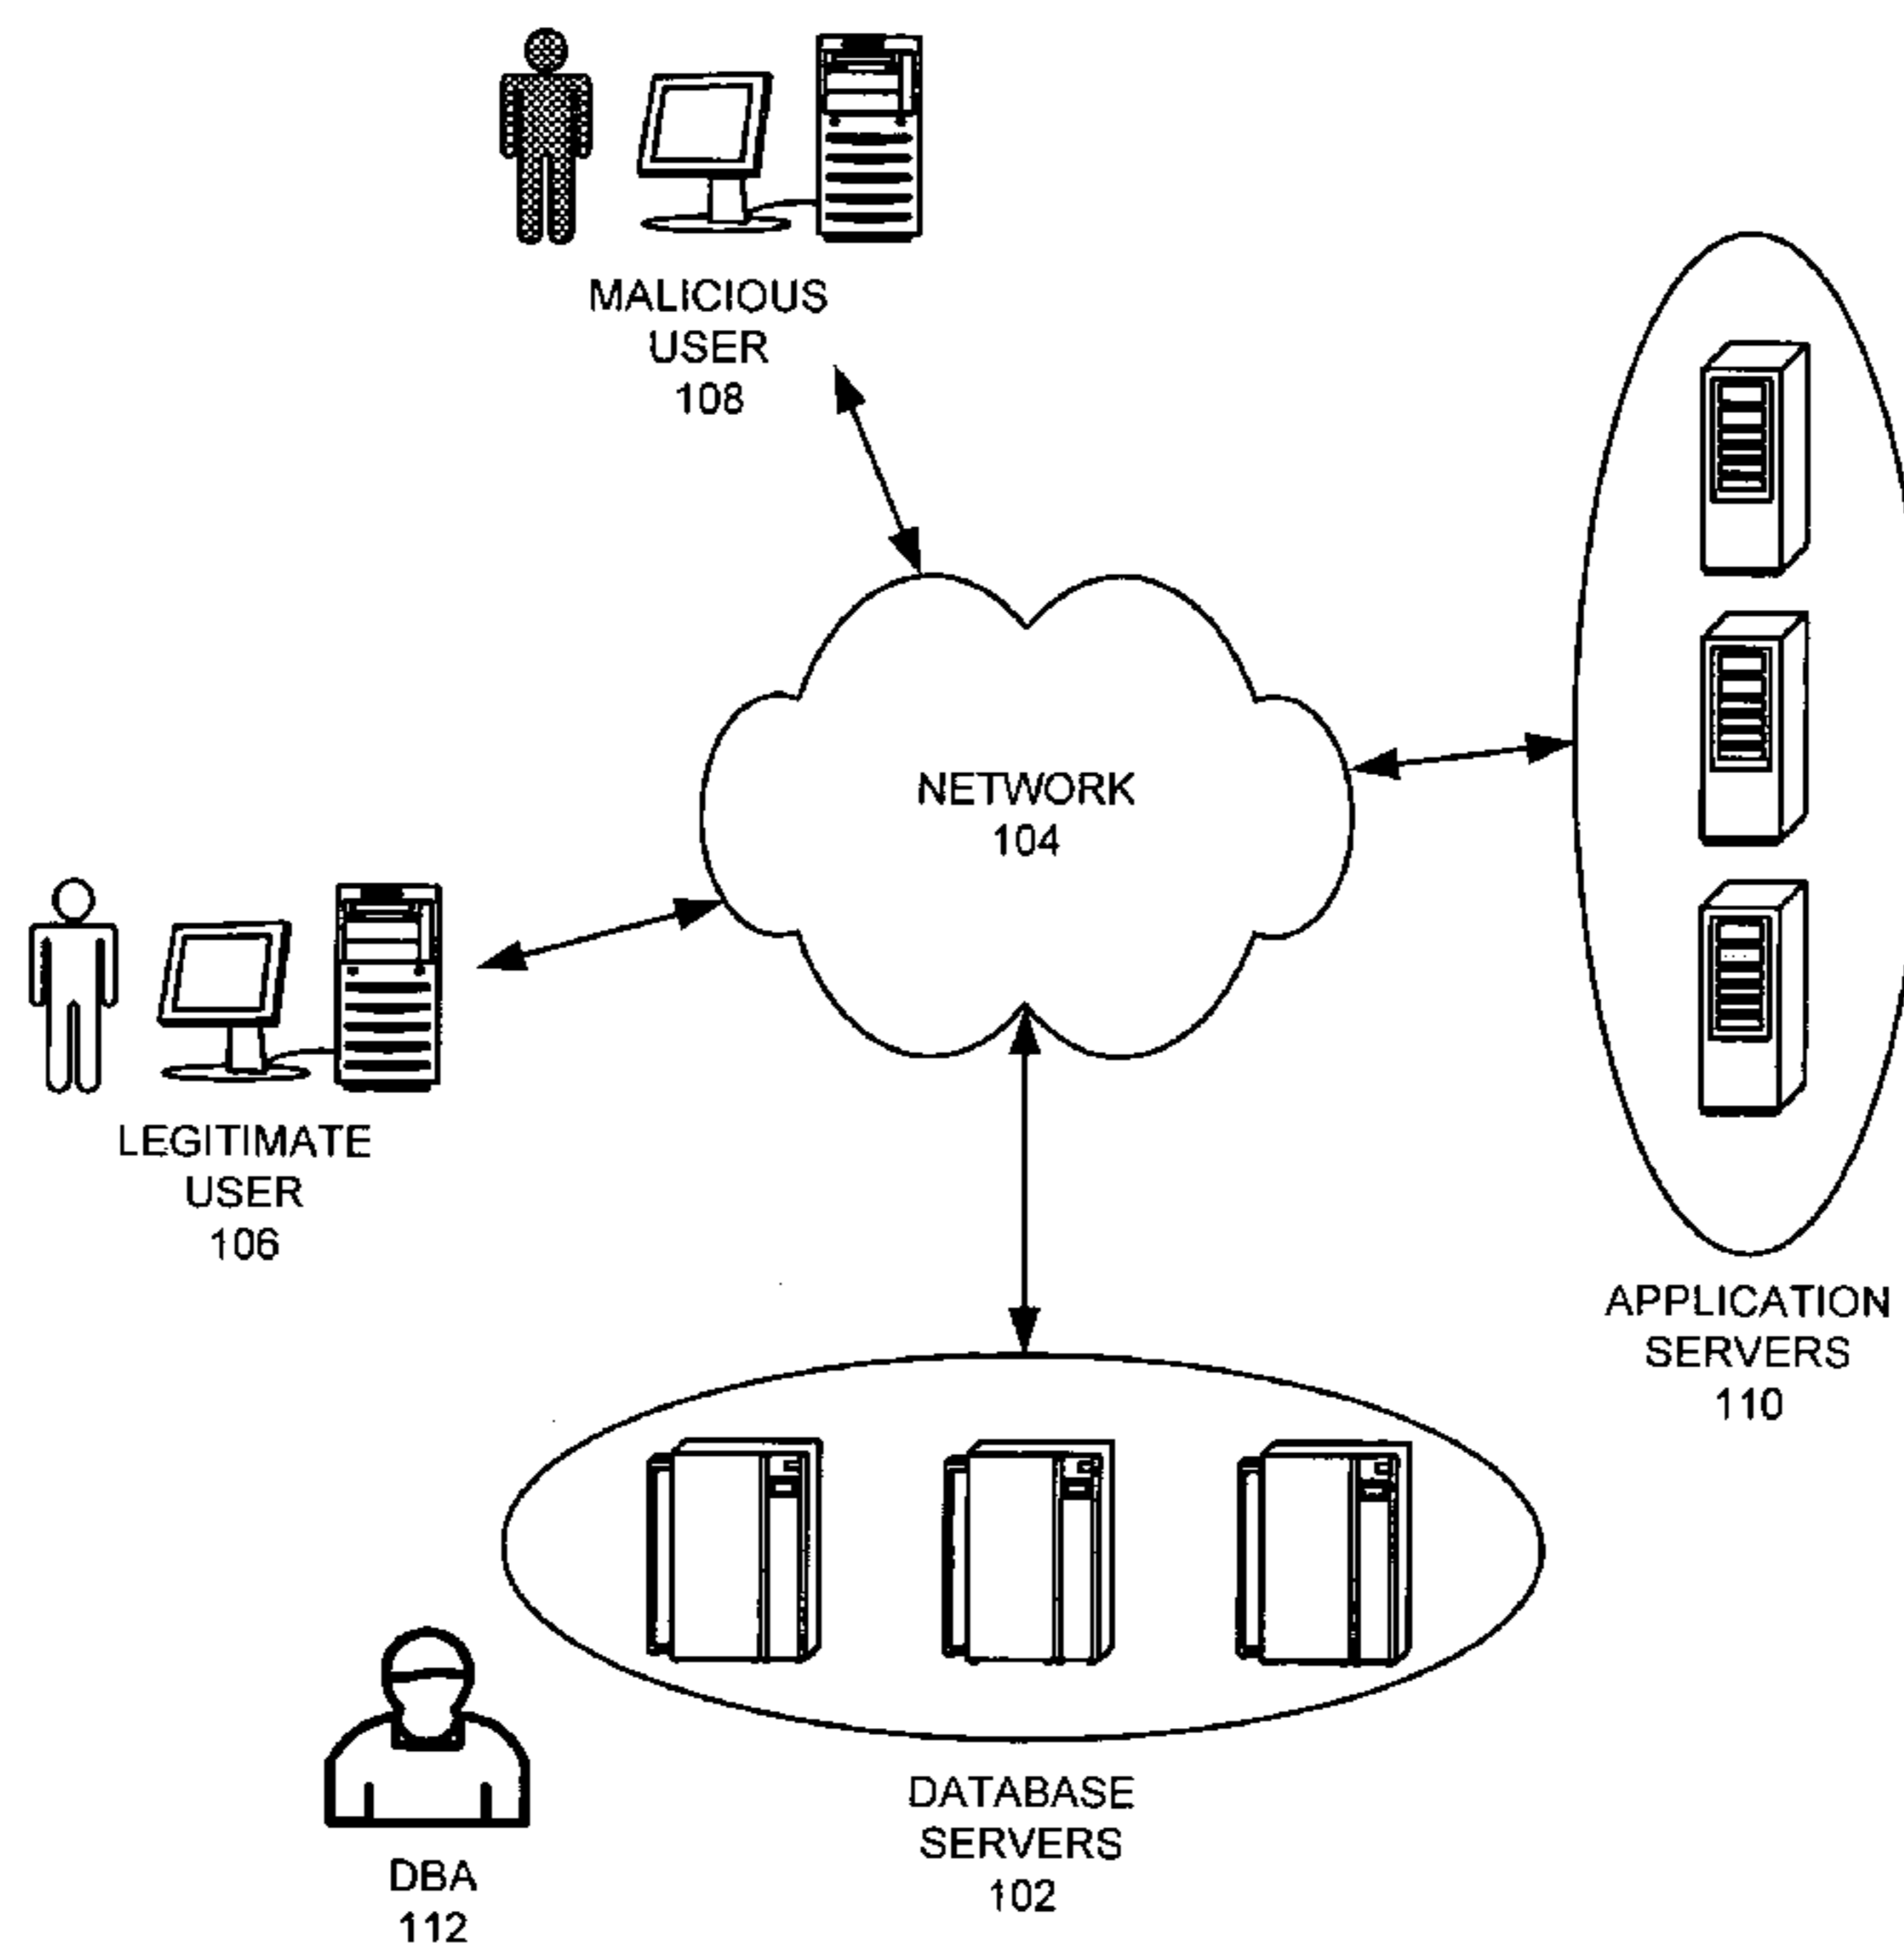 MALICIOUS
USER
108
NETWORK
104
LEGITIMATE
USER
106
APPLICATION
SERVERS
110
DATABASE
SERVERS
102
DBA
112